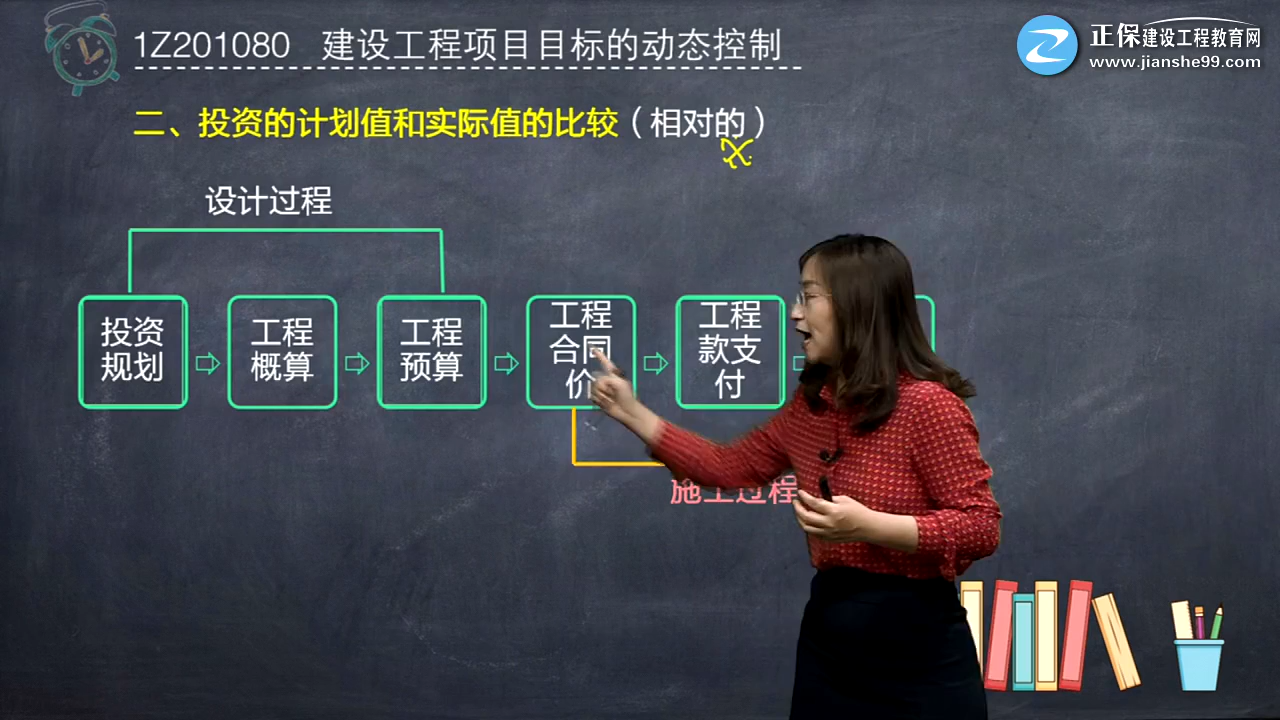 1Z201080 建设工程项目目标的动态控制
正保建设工程教育网
www.jianshe99.com
二、投资的计划值和实际值的比较（相对的）
设计过程
投资
规划
工程
概算
工程
预算
工程
合同
价
工程
款支
付
施工过程